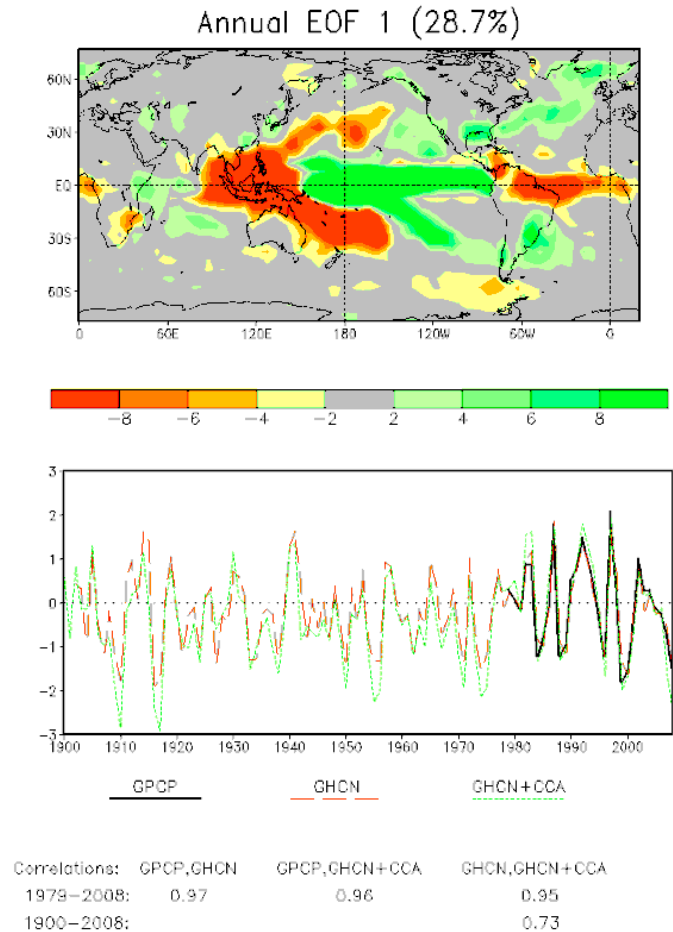 Annual EOF 1 (28.7%)
60N
30N
EQ
30S
60S
0 60E 120E 180 120W 60W 0
-8 -6 -4 -2 2 4 6 8
3
2
1
0
-1
-2
-3
1900 1910 1920 1930 1940 1950 1960 1970 1980 1990 2000
GPCP GHCN GHCN+CCA
Correlations: GPCP,GHCN GPCP,GHCN+CCA GHCN,GHCN+CCA
1979-2008: 0.97 0.96 0.95
1900-2008: 0.73